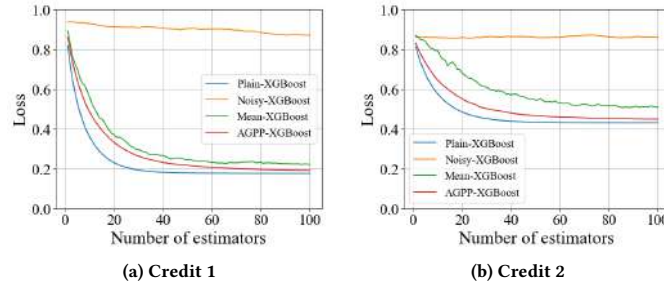 1.0
0.8
0.6
0.4
0.2
0.0
Loss
Plain-XGBoost
Noisy-XGBoost
Mean-XGBoost
AGPP-XGBoost
0 20 40 60 80 100
Number of estimators
(a) Credit 1
1.0
0.8
0.6
0.4
0.2
0.0
Loss
Plain-XGBoost
Noisy-XGBoost
Mean-XGBoost
AGPP-XGBoost
0 20 40 60 80 100
Number of estimators
(b) Credit 2